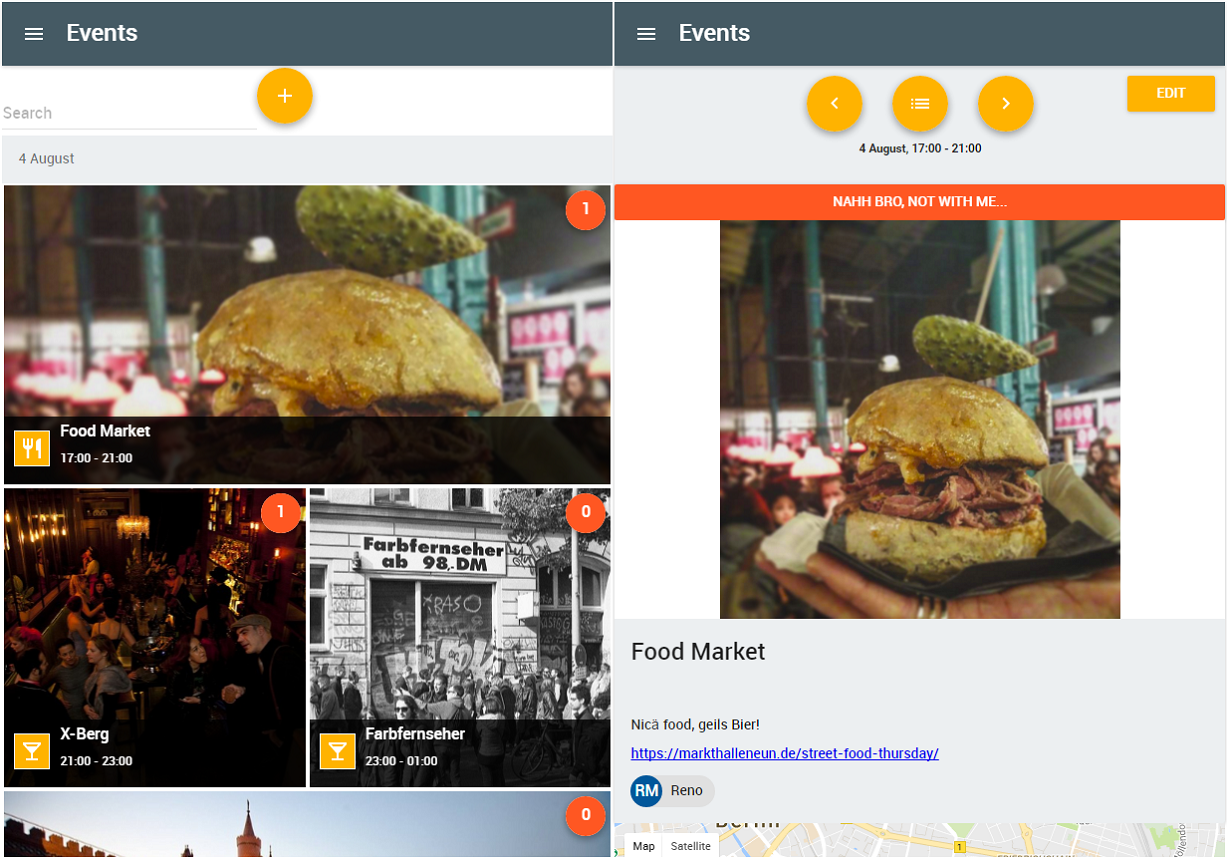 Events
Search
4 August
1
Food Market
17:00 - 21:00
1
X-Berg
21:00 - 23:00
0
Farbfernseher
ab 98,-DM
Farbfernseher
23:00 - 01:00
0
Events
EDIT
4 August, 17:00 - 21:00
NAHH BRO, NOT WITH ME...
Food Market
Nicä food, geils Bier!
https://markthalleneun.de/street-food-thursday/
RM Reno
Berlin
Map Satellite
1